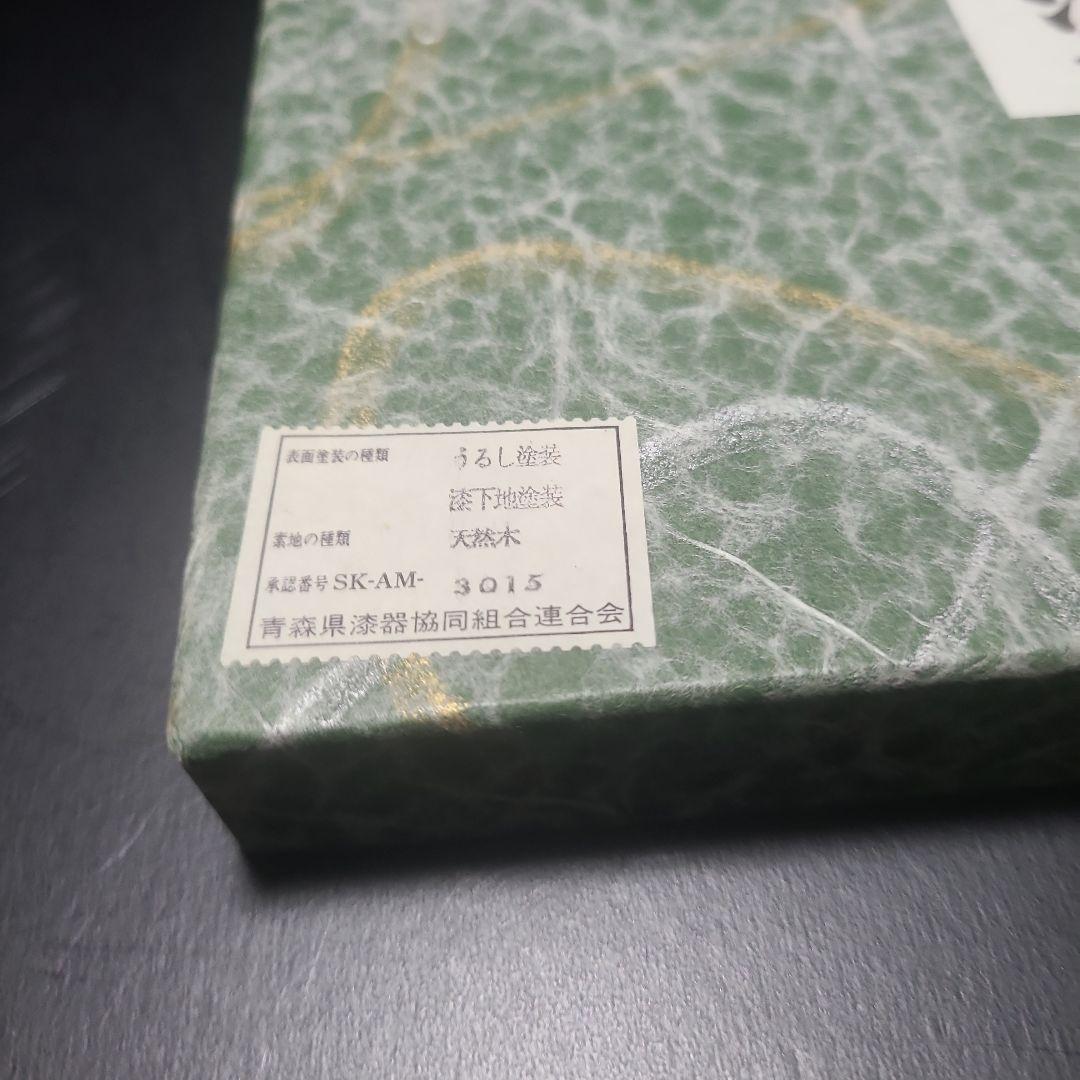 表面塗装の種類 うるし塗装
漆下地塗装
素地の種類 天然木
承認番号 SK-AM- 3015
青森県漆器協同組合連合会